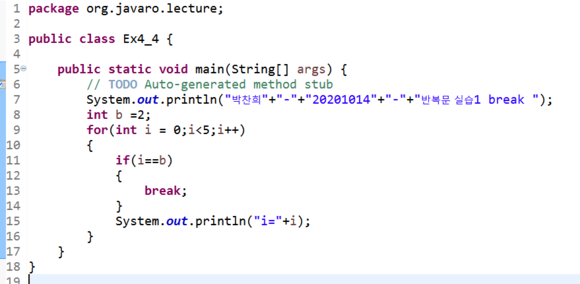 1 package org.javaro.lecture;
2
3 public class Ex4_4 {
4
5 public static void main(String[] args) {
6 // TODO Auto-generated method stub
7 System.out.println("박찬희"+"-"+"20201014"+"-"+"반복문 실습1 break ");
8 int b =2;
9 for(int i = 0;i<5;i++)
10 {
11 if(i==b)
12 {
13 break;
14 }
15 System.out.println("i="+i);
16 }
17 }
18 }
19